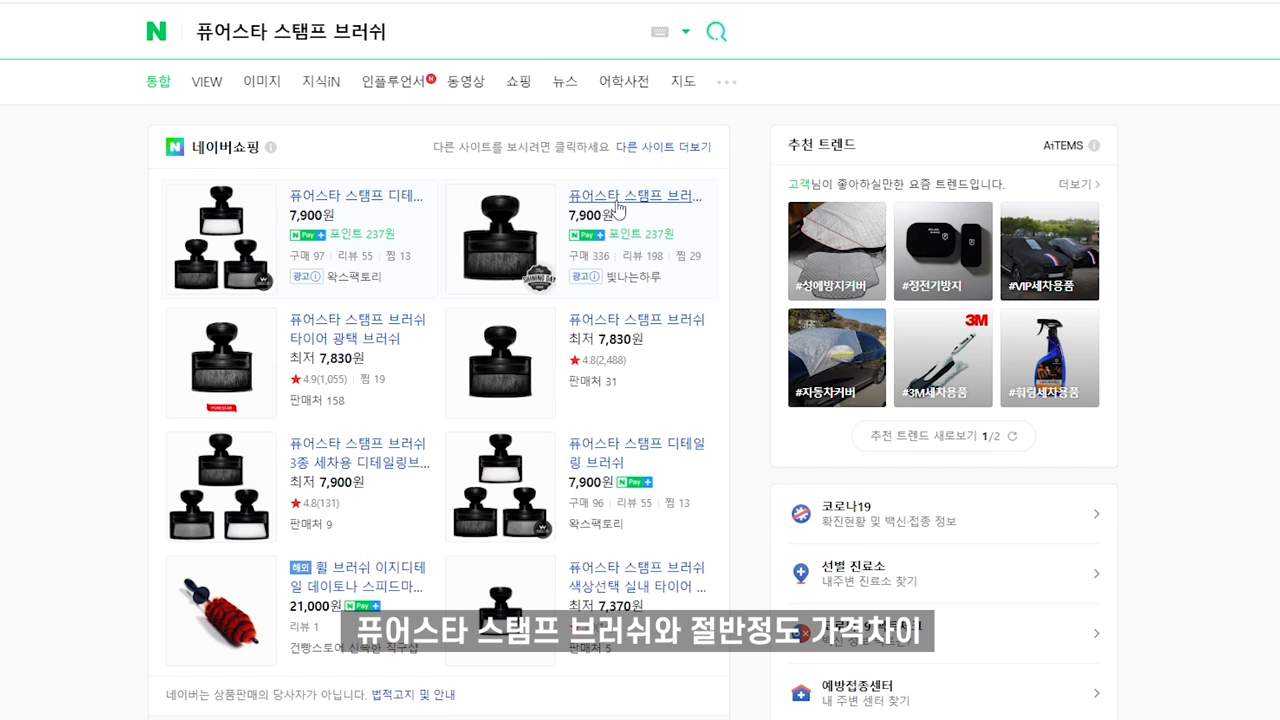 N 퓨어스타 스탬프 브러쉬
통합 VIEW 이미지 지식iN 인플루언서 N 동영상 쇼핑 뉴스 어학사전 지도
N 네이버쇼핑 다른 사이트를 보시려면 클릭하세요 다른 사이트 더보기
퓨어스타 스탬프 디테...
7,900원
N Pay + 포인트 237원
구매 97 리뷰 55 찜 13
광고 왁스팩토리
퓨어스타 스탬프 브러...
7,900원
N Pay + 포인트 237원
구매 336 리뷰 198 찜 29
광고 빛나는하루
SHINING DAY
퓨어스타 스탬프 브러쉬
타이어 광택 브러쉬
최저 7,830원
★4.9(1,055) 찜 19
판매처 158
퓨어스타 스탬프 브러쉬
최저 7,830원
★4.8(2,488)
판매처 31
퓨어스타 스탬프 브러쉬
3종 세차용 디테일링브...
최저 7,900원
★4.8(131)
판매처 9
퓨어스타 스탬프 디테일
링 브러쉬
7,900원 N Pay +
구매 96 리뷰 55 찜 13
왁스팩토리
해외 휠 브러쉬 이지디테
일 데이토나 스피드마...
21,000원 N Pay +
리뷰 1
퓨어스타 스탬프 브러쉬
색상선택 실내 타이어 ...
최저 7,370원
판매처 5
퓨어스타 스탬프 브러쉬와 절반정도 가격차이
네이버는 상품판매의 당사자가 아닙니다. 법적고지 및 안내
추천 트렌드 AiTEMS
고객님이 좋아하실만한 요즘 트렌드입니다. 더보기
#성에방지커버
#정전기방지
#VIP세차용품
#자동차커버
3M
#3M세차용품
#훠링세차용품
추천 트렌드 새로보기 1/2
코로나19
확진현황 및 백신·접종 정보
선별 진료소
내주변 진료소 찾기
예방접종센터
내 주변 센터 찾기